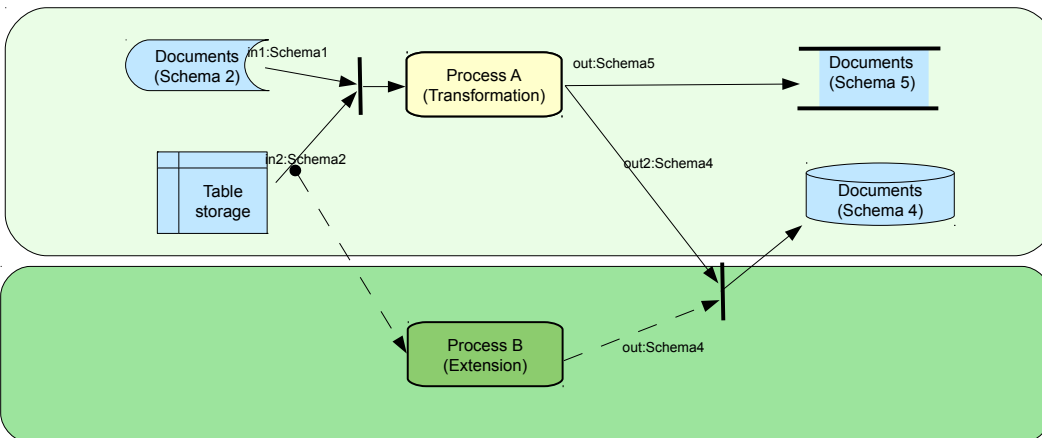 Documents
(Schema 2)
in1:Schema1
Process A
(Transformation)
out:Schema5
Documents
(Schema 5)
in2:Schema2
Table
storage
out2:Schema4
Documents
(Schema 4)
Process B
(Extension)
out:Schema4